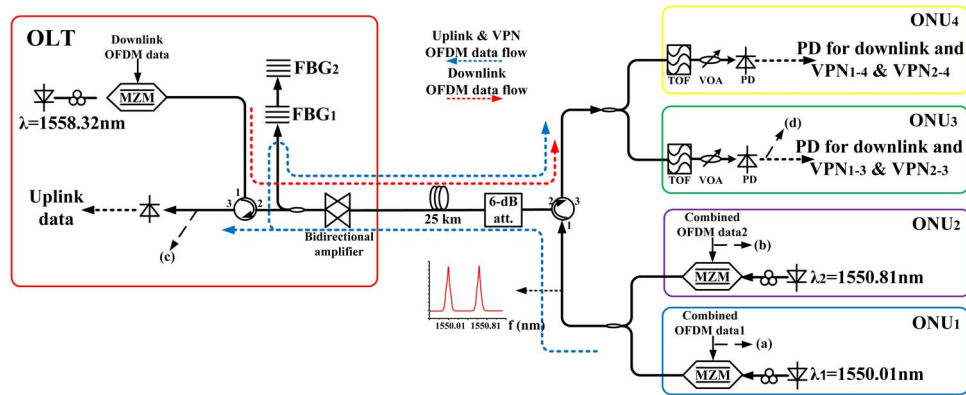 OLT
Downlink
OFDM data
MZM
λ=1558.32nm
FBG2
FBG1
Uplink & VPN
OFDM data flow
Downlink
OFDM data flow
1
2
3
Uplink
data
(c)
Bidirectional
amplifier
25 km
6-dB
att.
2
3
1
1550.01
1550.81
f (nm)
ONU4
TOF
VOA
PD
PD for downlink and
VPN1-4 & VPN2-4
ONU3
(d)
TOF
VOA
PD
PD for downlink and
VPN1-3 & VPN2-3
ONU2
Combined
OFDM data2
(b)
MZM
λ2=1550.81nm
ONU1
Combined
OFDM data1
(a)
MZM
λ1=1550.01nm